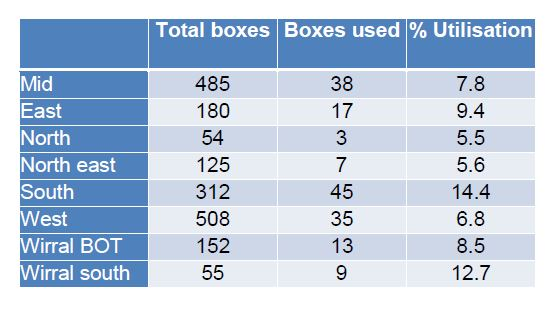 Total boxes Boxes used % Utilisation
Mid 485 38 7.8
East 180 17 9.4
North 54 3 5.5
North east 125 7 5.6
South 312 45 14.4
West 508 35 6.8
Wirral BOT 152 13 8.5
Wirral south 55 9 12.7